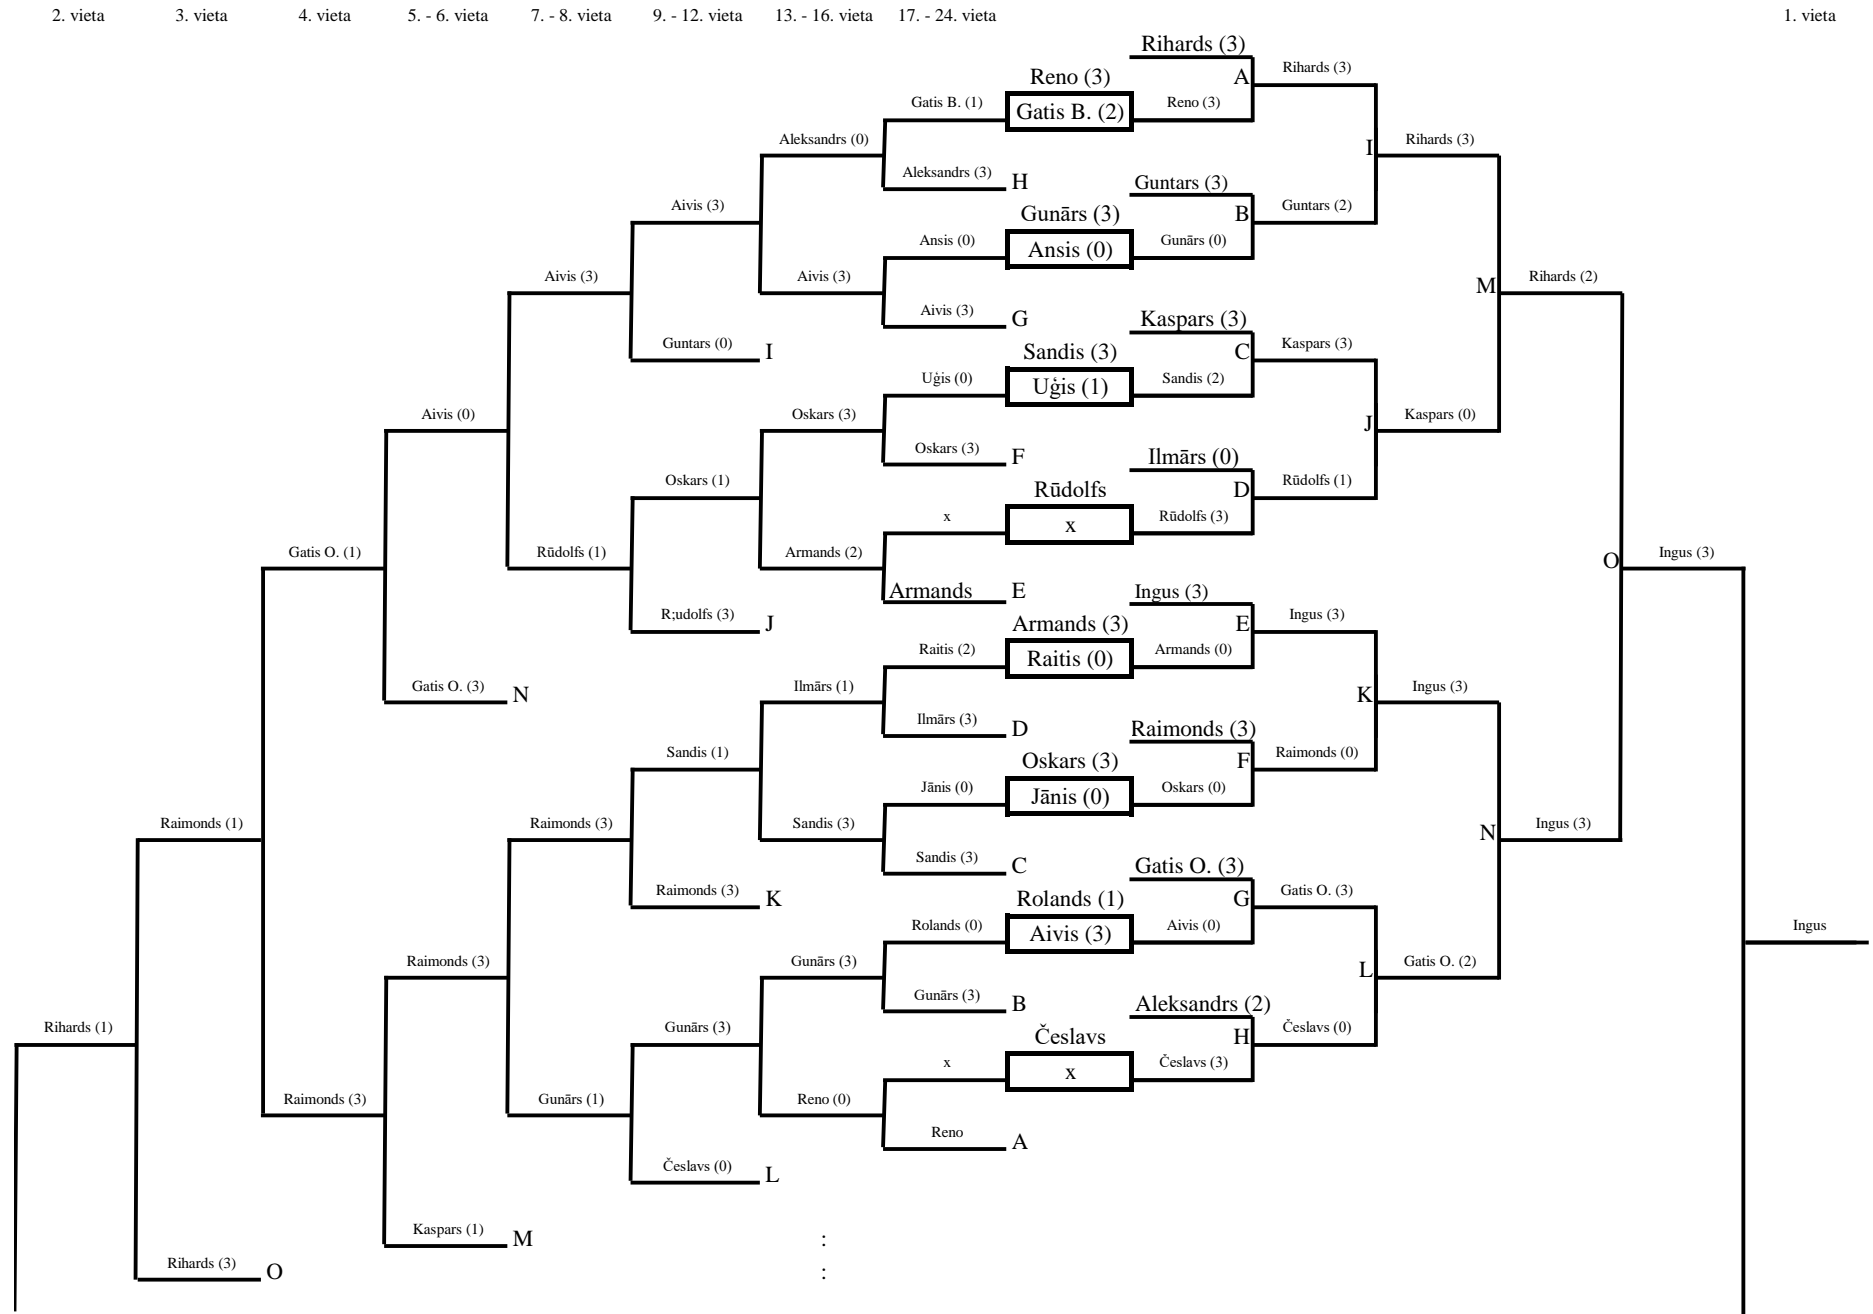 2. vieta 3. vieta 4. vieta 5. - 6. vieta 7. - 8. vieta 9. - 12. vieta 13. - 16. vieta 17. - 24. vieta 1. vieta
Rihards (3)
Reno (3) A Rihards (3)
Gatis B. (1) Gatis B. (2) Reno (3)
Aleksandrs (0) I Rihards (3)
Aleksandrs (3) H Guntars (3)
Aivis (3) Gunārs (3) B Guntars (2)
Ansis (0) Ansis (0) Gunārs (0)
Aivis (3) Aivis (3) M Rihards (2)
Aivis (3) G Kaspars (3)
Guntars (0) I Sandis (3) C Kaspars (3)
Uģis (0) Uģis (1) Sandis (2)
Aivis (0) Oskars (3) J Kaspars (0)
Oskars (3) F Ilmārs (0)
Oskars (1) Rūdolfs D Rūdolfs (1)
x x Rūdolfs (3)
Gatis O. (1) Rūdolfs (1) Armands (2) O Ingus (3)
Armands E Ingus (3)
R;udolfs (3) J Armands (3) E Ingus (3)
Raitis (2) Raitis (0) Armands (0)
Gatis O. (3) N Ilmārs (1) K Ingus (3)
Ilmārs (3) D Raimonds (3)
Sandis (1) Oskars (3) F Raimonds (0)
Jānis (0) Jānis (0) Oskars (0)
Raimonds (1) Raimonds (3) Sandis (3) N Ingus (3)
Sandis (3) C Gatis O. (3)
Raimonds (3) K Rolands (1) G Gatis O. (3)
Rolands (0) Aivis (3) Aivis (0) Ingus
Raimonds (3) Gunārs (3) L Gatis O. (2)
Gunārs (3) B Aleksandrs (2)
Rihards (1) Gunārs (3) Česlavs H Česlavs (0)
x x Česlavs (3)
Raimonds (3) Gunārs (1) Reno (0)
Reno A
Česlavs (0) L
Kaspars (1) M :
Rihards (3) O :